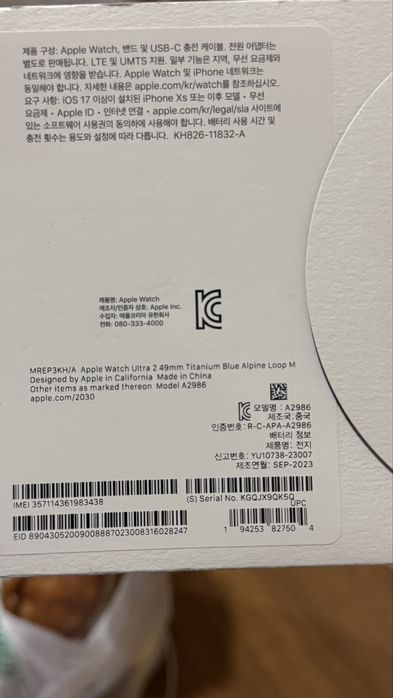 제품 구성: Apple Watch, 밴드 및 USB-C 충전 케이블. 전원 어댑터는
별도로 판매됩니다. LTE 및 UMTS 지원. 일부 기능은 지역, 무선 요금제와
네트워크에 영향을 받습니다. Apple Watch 및 iPhone 네트워크는
동일해야 합니다. 자세한 내용은 apple.com/kr/watch를 참조하십시오.
요구 사항: iOS 17 이상이 설치된 iPhone Xs 또는 이후 모델 • 무선
요금제 • Apple ID • 인터넷 연결 • apple.com/kr/legal/sla 사이트에
있는 소프트웨어 사용권의 동의하에 사용해야 합니다. 배터리 사용 시간 및
충전 횟수는 용도와 설정에 따라 다릅니다. KH826-11832-A
제품명: Apple Watch
제조자/인증자 상호: Apple Inc.
수입자: 애플코리아 유한회사
전화: 080-333-4000
MREP3KH/A Apple Watch Ultra 2 49mm Titanium Blue Alpine Loop M
Designed by Apple in California Made in China
Other items as marked thereon Model A2986
apple.com/2030
모델명 : A2986
제조국:중국
인증번호: R-C-APA-A2986
배터리 정보
제품명: 전지
신고번호: YU10738-23007
제조연월: SEP-2023
IMEI 357114361983438
(S) Serial No. KGQJX9QK5Q
UPC
EID 89043052009008887023008316028247
1 94253 82750 4